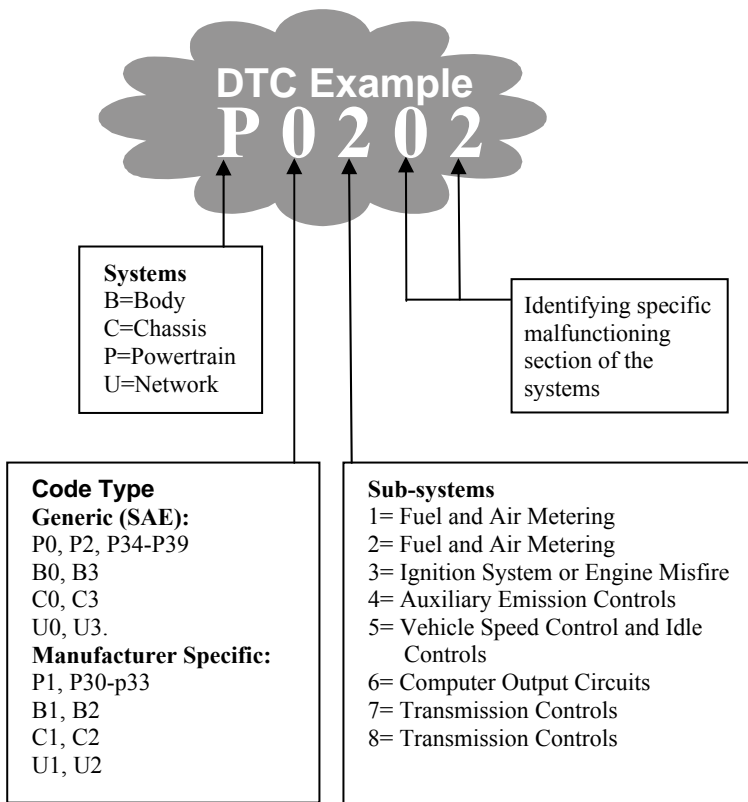 DTC Example
P 0 2 0 2
Systems
B=Body
C=Chassis
P=Powertrain
U=Network
Identifying specific
malfunctioning
section of the
systems
Code Type
Generic (SAE):
P0, P2, P34-P39
B0, B3
C0, C3
U0, U3.
Manufacturer Specific:
P1, P30-p33
B1, B2
C1, C2
U1, U2
Sub-systems
1= Fuel and Air Metering
2= Fuel and Air Metering
3= Ignition System or Engine Misfire
4= Auxiliary Emission Controls
5= Vehicle Speed Control and Idle
Controls
6= Computer Output Circuits
7= Transmission Controls
8= Transmission Controls